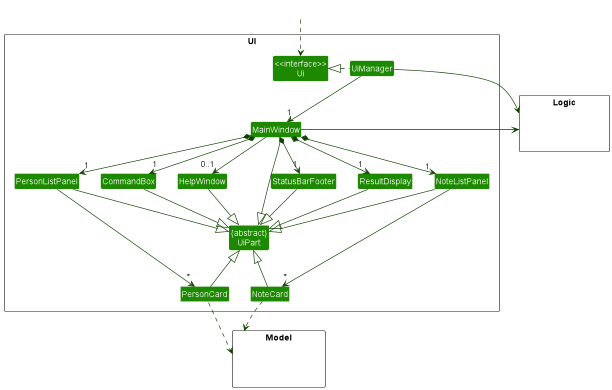 UI
<<interface>>
Ui
UiManager
Logic
1
MainWindow
1
1
0..1
1
1
1
PersonListPanel
CommandBox
HelpWindow
StatusBarFooter
ResultDisplay
NoteListPanel
{abstract}
UiPart
*
*
PersonCard
NoteCard
Model